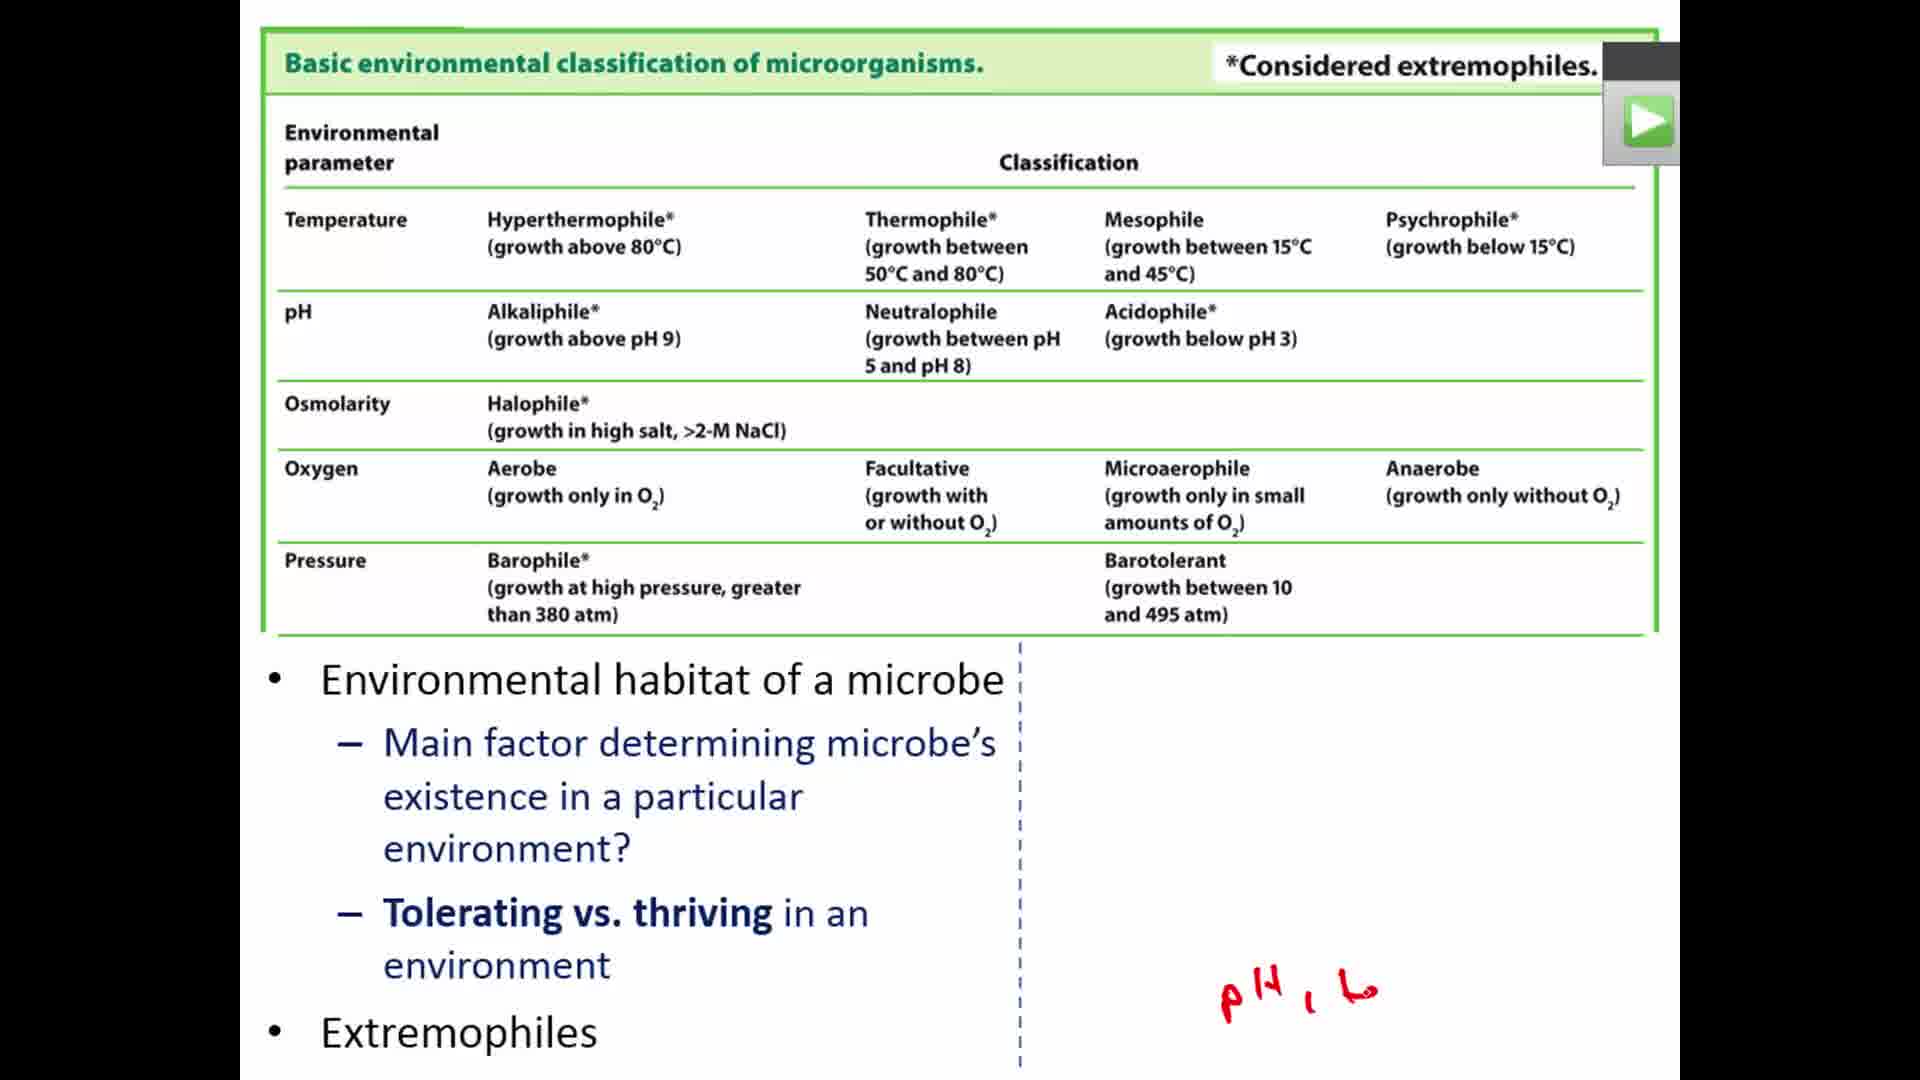 Basic environmental classification of microorganisms. *Considered extremophiles.
Environmental
parameter Classification
Temperature Hyperthermophile* Thermophile* Mesophile Psychrophile*
(growth above 80°C) (growth between (growth between 15°C (growth below 15°C)
50°C and 80°C) and 45°C)
pH Alkaliphile* Neutralophile Acidophile*
(growth above pH 9) (growth between pH (growth below pH 3)
5 and pH 8)
Osmolarity Halophile*
(growth in high salt, >2-M NaCl)
Oxygen Aerobe Facultative Microaerophile Anaerobe
(growth only in O₂) (growth with (growth only in small (growth only without O₂)
or without O₂) amounts of O₂)
Pressure Barophile* Barotolerant
(growth at high pressure, greater (growth between 10
than 380 atm) and 495 atm)
• Environmental habitat of a microbe
– Main factor determining microbe’s
existence in a particular
environment?
– Tolerating vs. thriving in an
environment
• Extremophiles
pH,